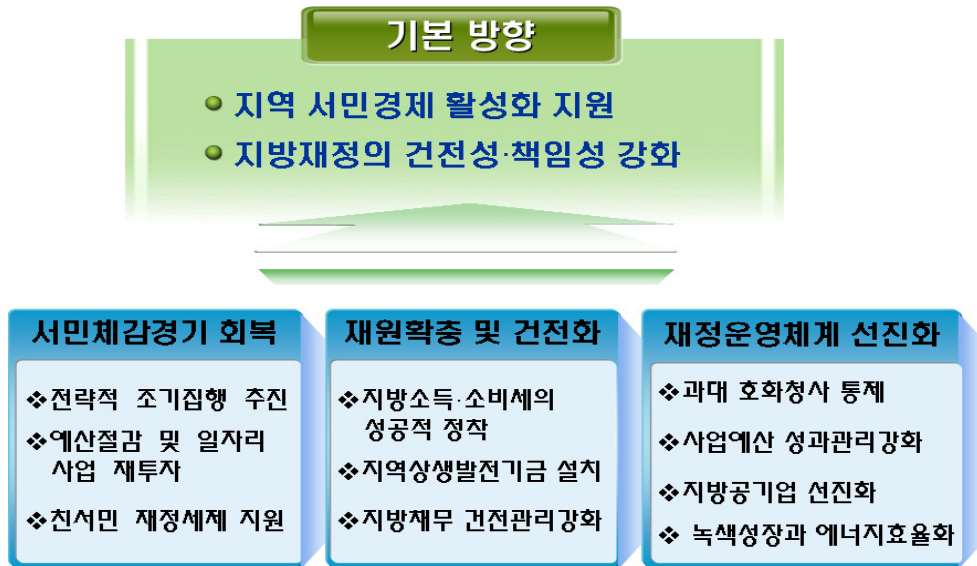 기본 방향
지역 서민경제 활성화 지원
지방재정의 건전성·책임성 강화
서민체감경기 회복
❖전략적 조기집행 추진
❖예산절감 및 일자리
사업 재투자
❖친서민 재정세제 지원
재원확충 및 건전화
❖지방소득·소비세의
성공적 정착
❖지역상생발전기금 설치
❖지방채무 건전관리강화
재정운영체계 선진화
❖과대 호화청사 통제
❖사업예산 성과관리강화
❖지방공기업 선진화
❖ 녹색성장과 에너지효율화